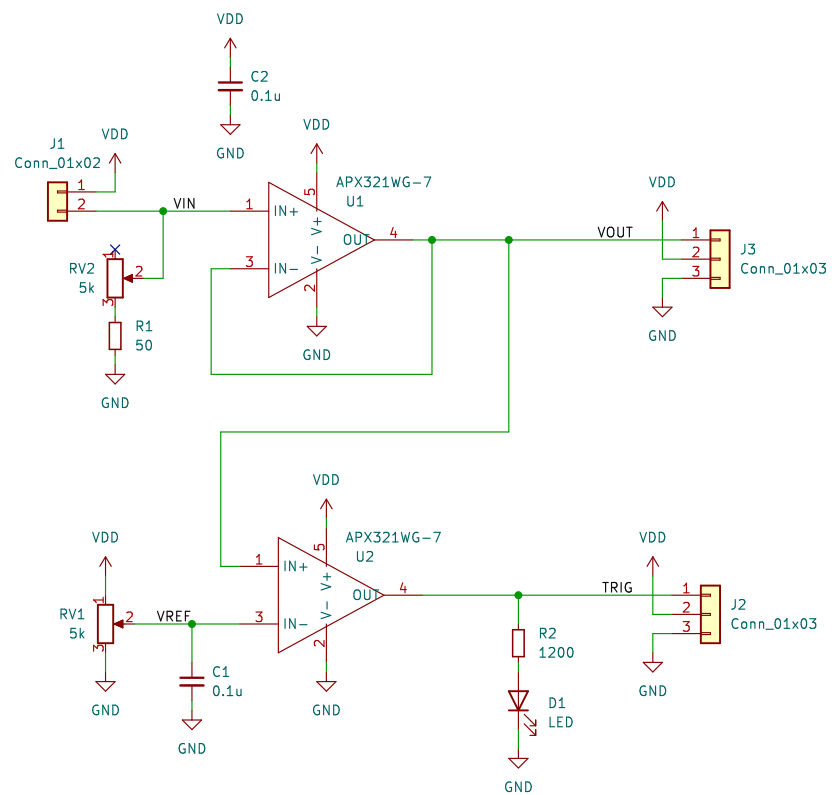 VDD
C2
0.1u
GND
J1
Conn_01x02
VDD
1
2
VIN
VDD
APX321WG-7
U1
1
IN+
5
V+
OUT
4
3
IN-
V-
2
GND
RV2
5k
1
2
3
R1
50
GND
VOUT
VDD
1
2
3
J3
Conn_01x03
GND
VDD
APX321WG-7
U2
1
IN+
5
V+
OUT
4
3
IN-
V-
2
GND
VDD
RV1
5k
1
2
3
VREF
GND
C1
0.1u
GND
TRIG
VDD
1
2
3
J2
Conn_01x03
GND
R2
1200
D1
LED
GND